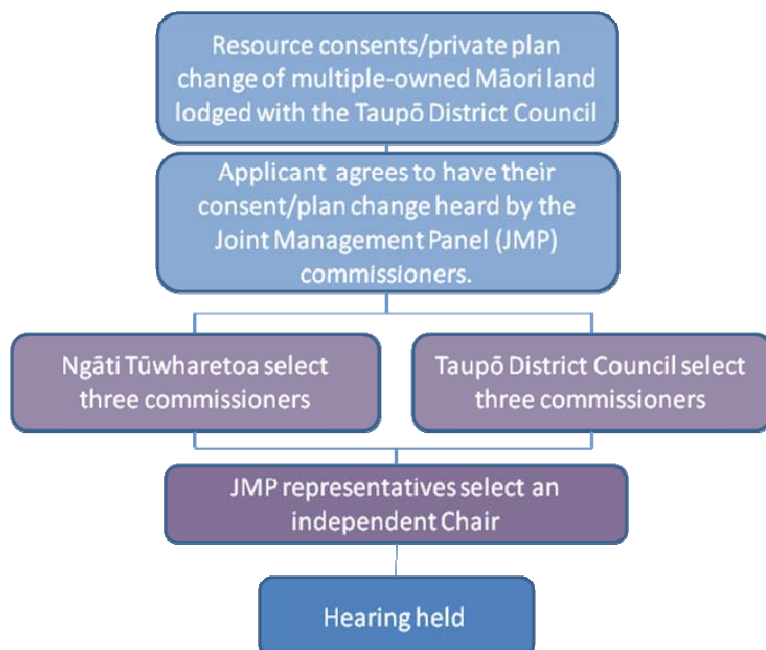 Resource consents/private plan
change of multiple-owned Māori land
lodged with the Taupō District Council
Applicant agrees to have their
consent/plan change heard by the
Joint Management Panel (JMP)
commissioners.
Ngāti Tūwharetoa select
three commissioners
Taupō District Council select
three commissioners
JMP representatives select an
independent Chair
Hearing held